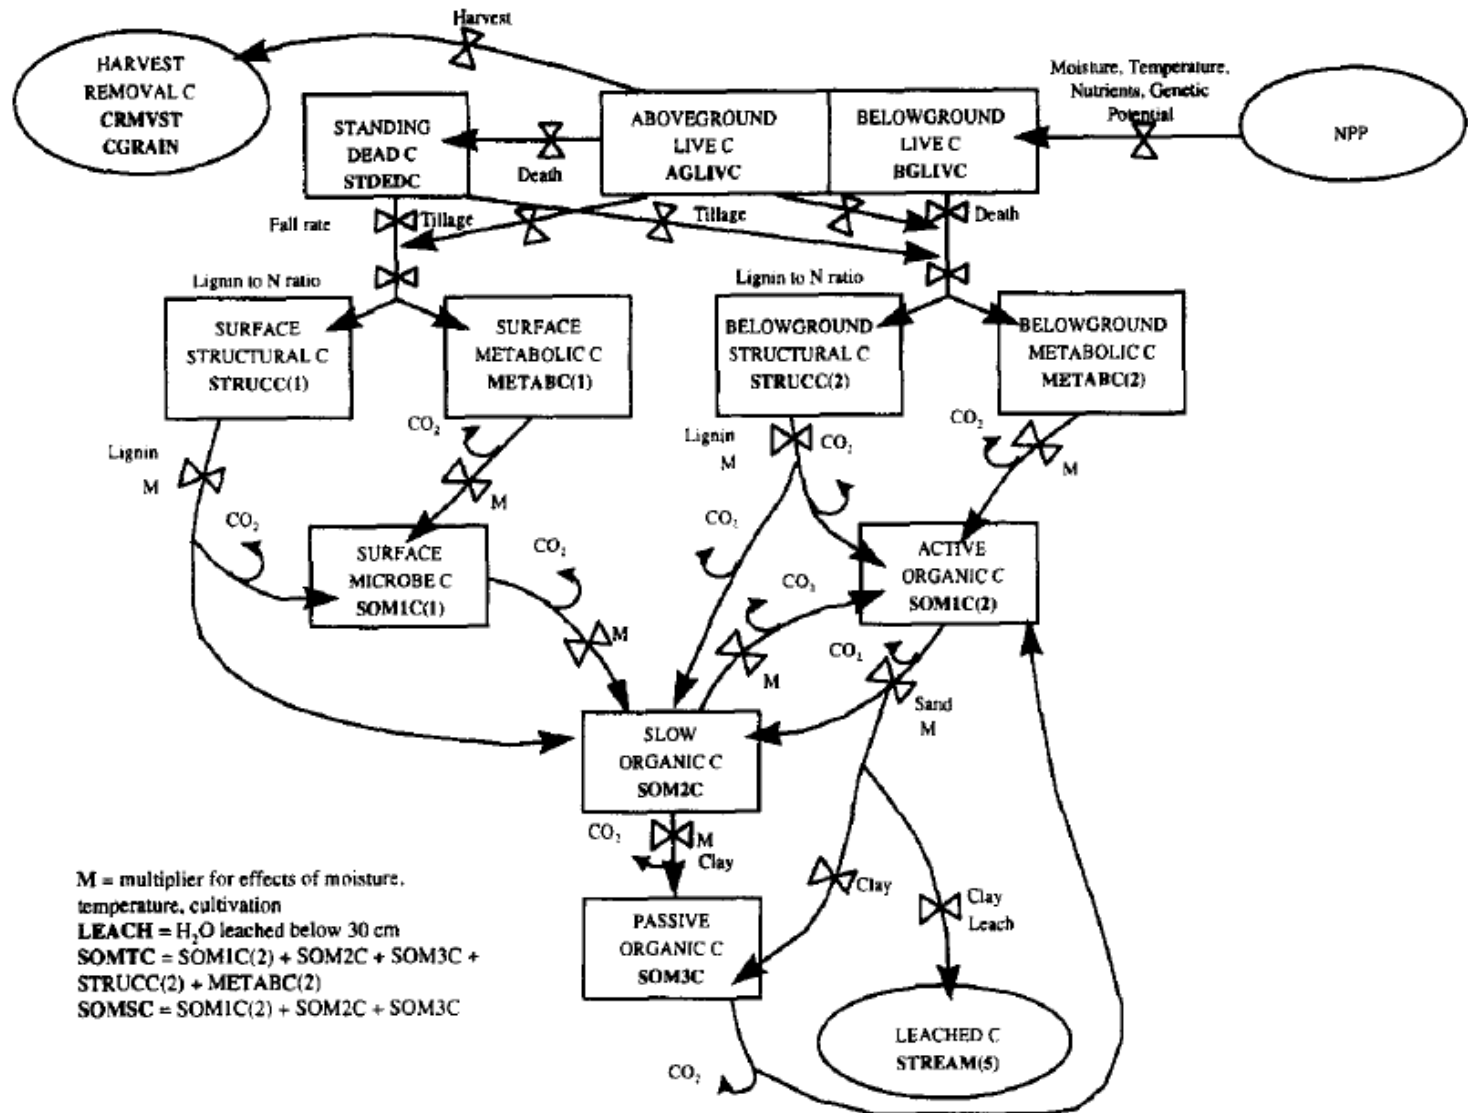 Harvest
HARVEST
REMOVAL C
CRMVST
CGRAIN
STANDING
DEAD C
STDEDC
Death
ABOVEGROUND
LIVE C
AGLIVC
BELOWGROUND
LIVE C
BGLIVC
Moisture, Temperature,
Nutrients, Genetic
Potential
NPP
Fall rate
Tillage
Tillage
Death
Lignin to N ratio
Lignin to N ratio
SURFACE
STRUCTURAL C
STRUCC(1)
SURFACE
METABOLIC C
METABC(1)
BELOWGROUND
STRUCTURAL C
STRUCC(2)
BELOWGROUND
METABOLIC C
METABC(2)
Lignin
M
CO2
M
Lignin
M
CO2
CO2
M
CO2
SURFACE
MICROBE C
SOM1C(1)
CO2
M
CO2
CO2
M
ACTIVE
ORGANIC C
SOM1C(2)
CO2
Sand
M
SLOW
ORGANIC C
SOM2C
CO2
M
Clay
Clay
Clay
Leach
PASSIVE
ORGANIC C
SOM3C
CO2
LEACHED C
STREAM(5)
M = multiplier for effects of moisture,
temperature, cultivation
LEACH = H2O leached below 30 cm
SOMTC = SOM1C(2) + SOM2C + SOM3C +
STRUCC(2) + METABC(2)
SOMSC = SOM1C(2) + SOM2C + SOM3C